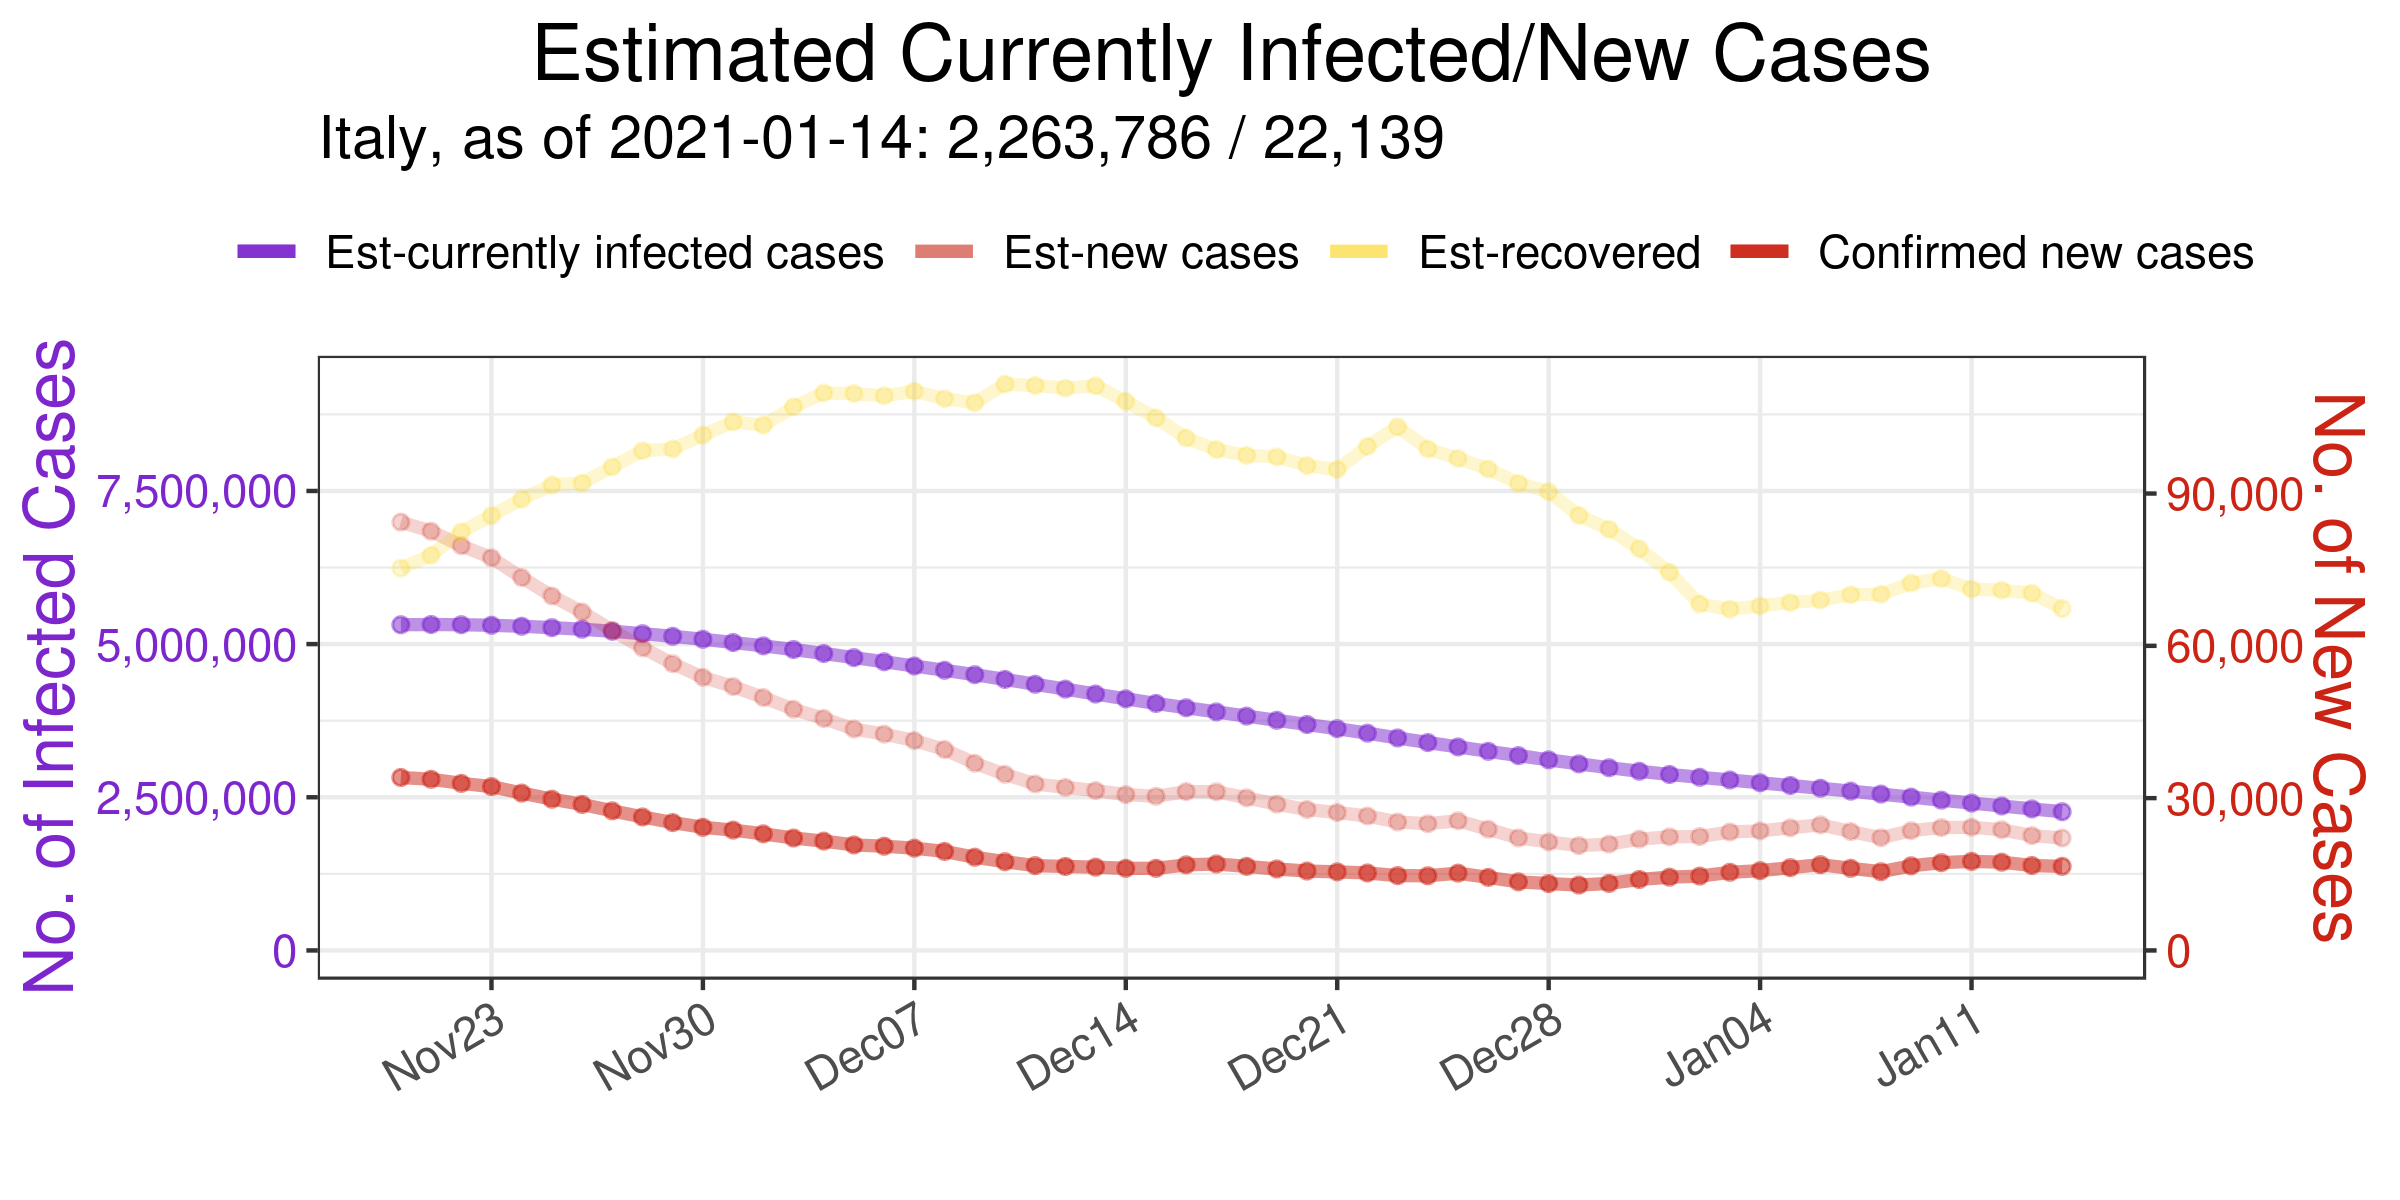 Estimated Currently Infected/New Cases
Italy, as of 2021-01-14: 2,263,786 / 22,139
Est-currently infected cases Est-new cases Est-recovered Confirmed new cases
No. of Infected Cases
7,500,000
5,000,000
2,500,000
0
90,000
60,000
30,000
0
No. of New Cases
Nov23 Nov30 Dec07 Dec14 Dec21 Dec28 Jan04 Jan11